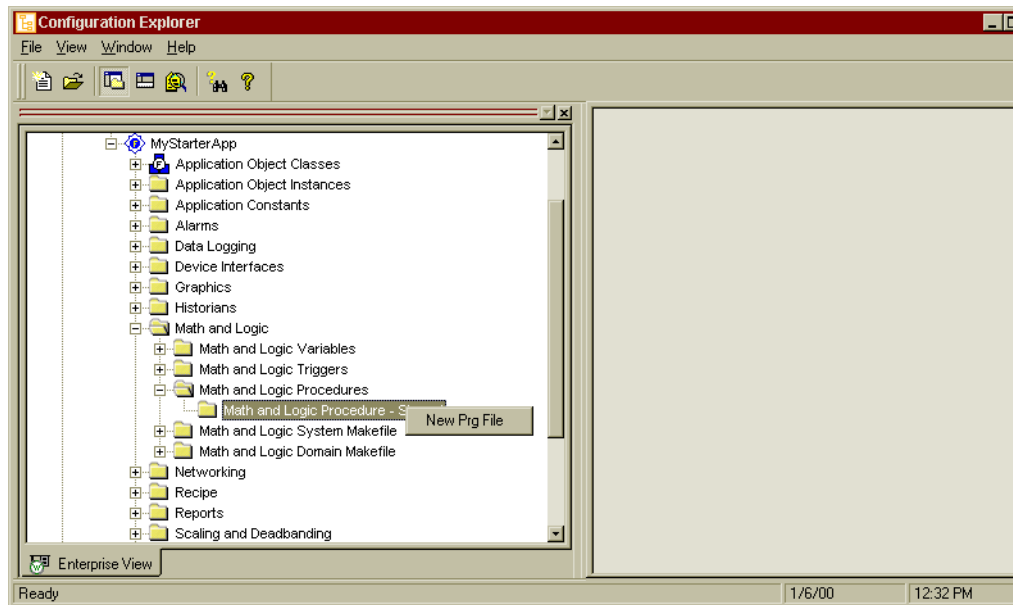 Configuration Explorer
File View Window Help
MyStarterApp
Application Object Classes
Application Object Instances
Application Constants
Alarms
Data Logging
Device Interfaces
Graphics
Historians
Math and Logic
Math and Logic Variables
Math and Logic Triggers
Math and Logic Procedures
Math and Logic Procedure -
New Prg File
Math and Logic System Makefile
Math and Logic Domain Makefile
Networking
Recipe
Reports
Scaling and Deadbanding
Enterprise View
Ready 1/6/00 12:32 PM